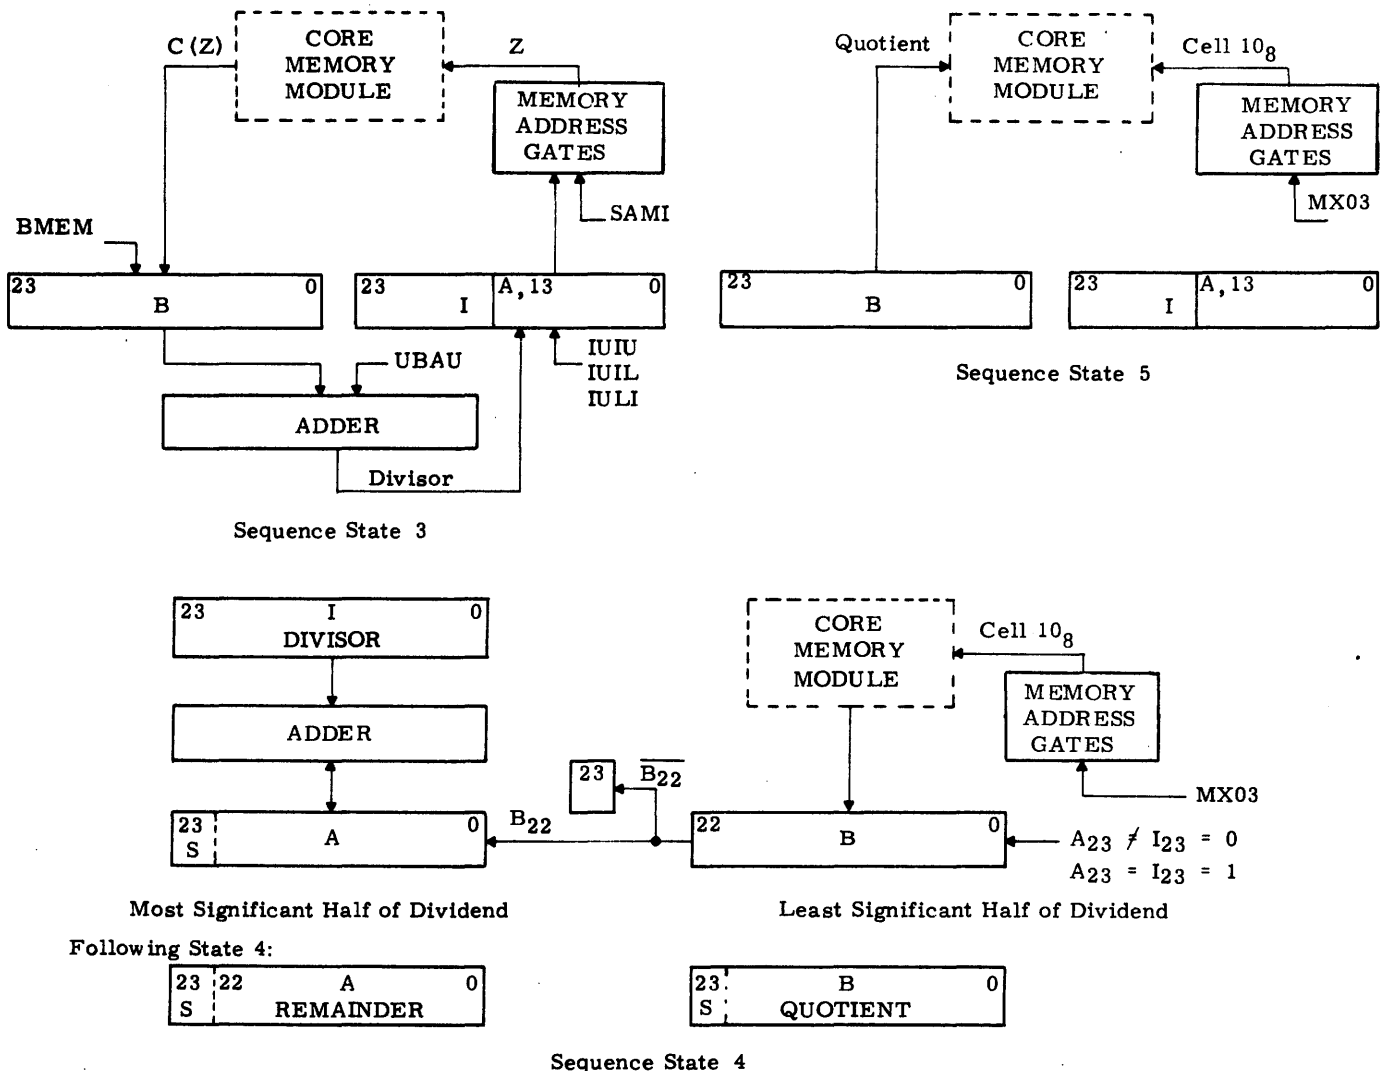 C (Z)
CORE
MEMORY
MODULE
Z
MEMORY
ADDRESS
GATES
SAMI
BMEM
23 B 0
23 I A, 13 0
UBAU
IUIU
IUIL
IULI
ADDER
Divisor
Sequence State 3
Quotient
CORE
MEMORY
MODULE
Cell 10₈
MEMORY
ADDRESS
GATES
MX03
23 B 0
23 I A, 13 0
Sequence State 5
23 I 0
DIVISOR
ADDER
23 A 0
S
B₂₂
23
B̅₂̅₂̅
CORE
MEMORY
MODULE
Cell 10₈
MEMORY
ADDRESS
GATES
MX03
22 B 0
A₂₃ ≠ I₂₃ = 0
A₂₃ = I₂₃ = 1
Most Significant Half of Dividend
Least Significant Half of Dividend
Following State 4:
23 22 A 0
S REMAINDER
23 B 0
S QUOTIENT
Sequence State 4